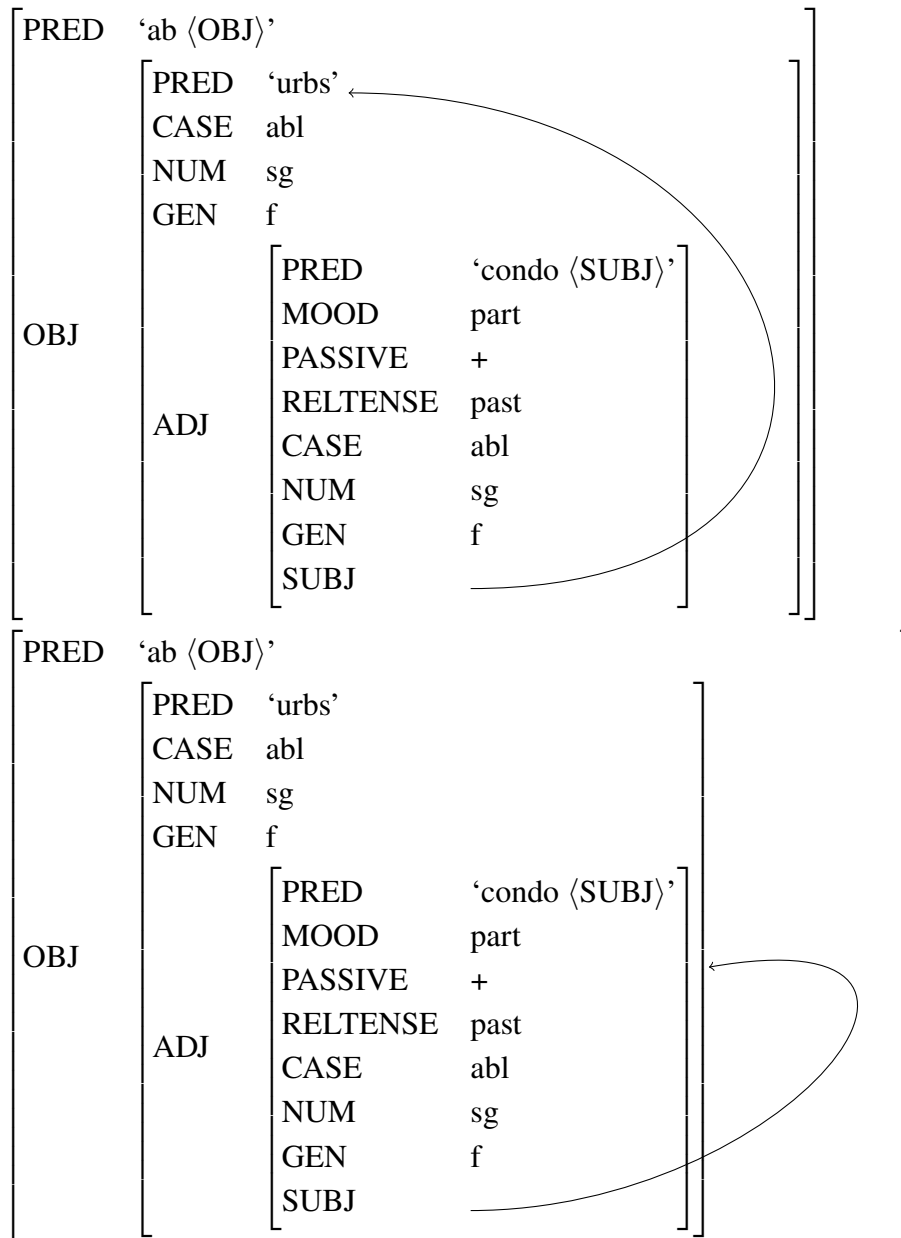 PRED ‘ab ⟨OBJ⟩’
PRED ‘urbs’
CASE abl
NUM sg
GEN f
PRED ‘condo ⟨SUBJ⟩’
MOOD part
OBJ
PASSIVE +
RELTENSE past
ADJ
CASE abl
NUM sg
GEN f
SUBJ
PRED ‘ab ⟨OBJ⟩’
PRED ‘urbs’
CASE abl
NUM sg
GEN f
PRED ‘condo ⟨SUBJ⟩’
MOOD part
OBJ
PASSIVE +
RELTENSE past
ADJ
CASE abl
NUM sg
GEN f
SUBJ